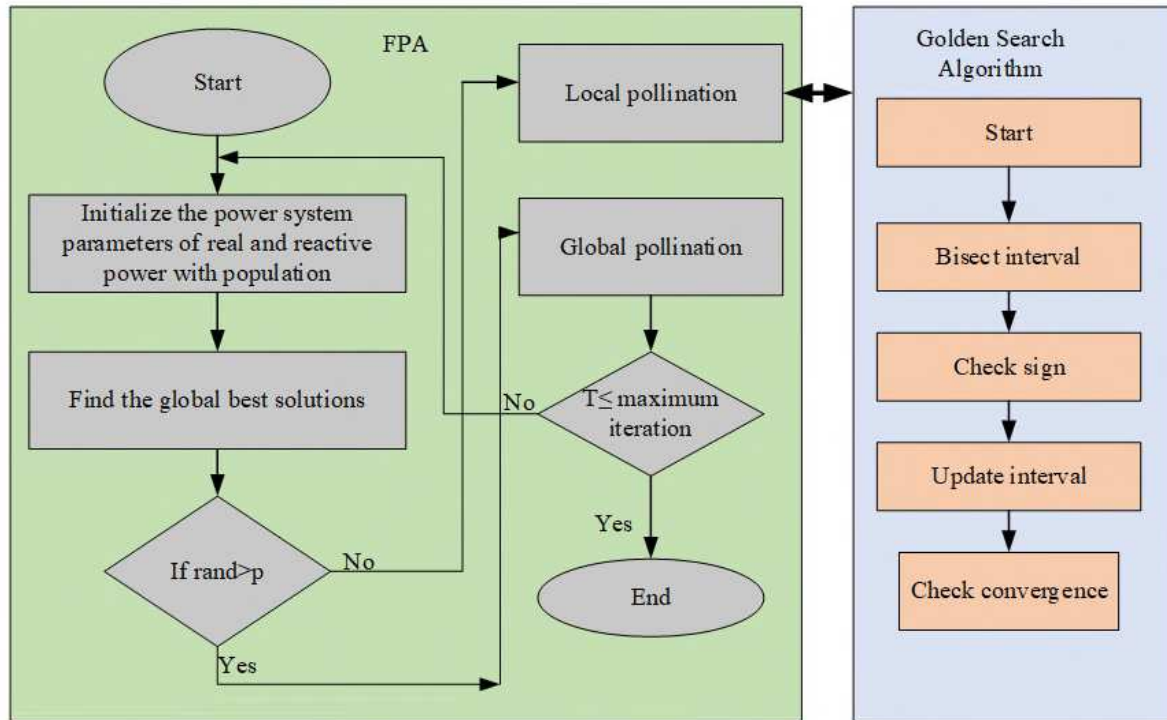 FPA
Start
Initialize the power system
parameters of real and reactive
power with population
Find the global best solutions
If rand>p
No
Yes
Local pollination
Global pollination
T≤ maximum
iteration
No
Yes
End
Golden Search
Algorithm
Start
Bisect interval
Check sign
Update interval
Check convergence